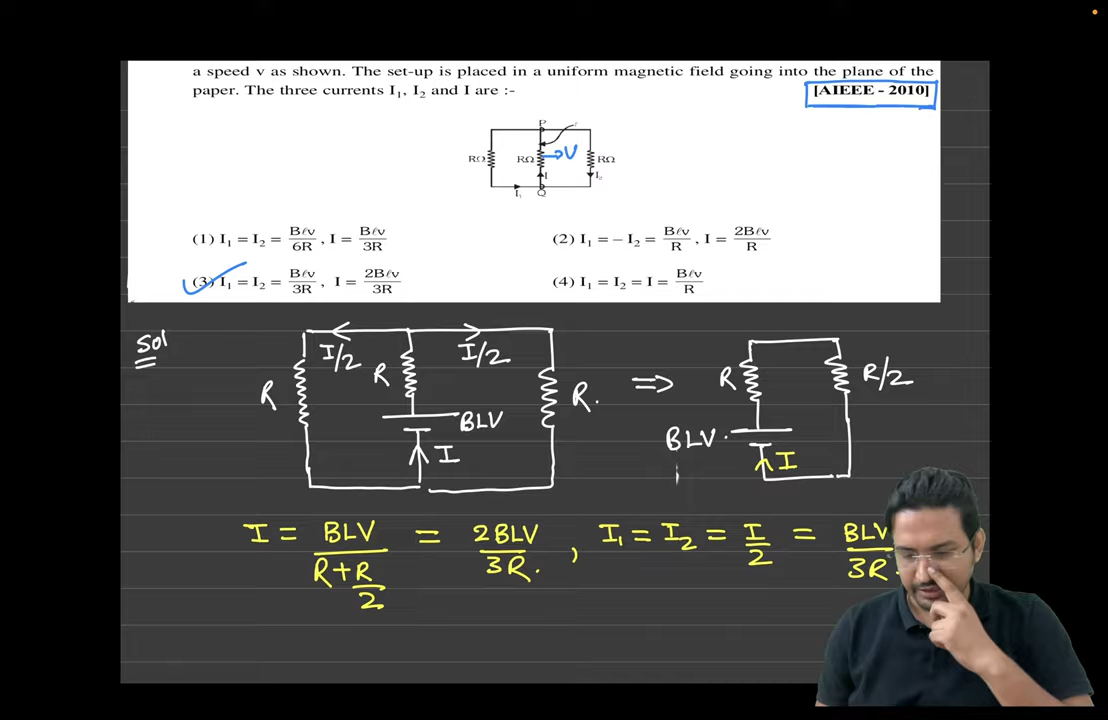 a speed v as shown. The set-up is placed in a uniform magnetic field going into the plane of the
paper. The three currents I₁, I₂ and I are :- [AIEEE - 2010]
P
RΩ RΩ V RΩ
I I₂
I₁ Q
(1) I₁ = I₂ = Bℓv/6R , I = Bℓv/3R (2) I₁ = – I₂ = Bℓv/R , I = 2Bℓv/R
(3) I₁ = I₂ = Bℓv/3R , I = 2Bℓv/3R (4) I₁ = I₂ = I = Bℓv/R
Sol
I/2 I/2
R R R. ⇒ R R/2
BLV BLV
I I
I = BLV/(R+R/2) = 2BLV/3R. , I₁ = I₂ = I/2 = BLV/3R